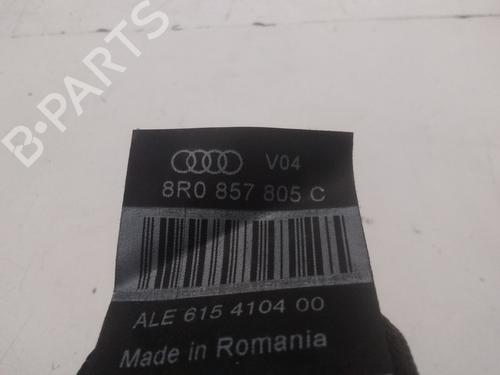 B-PARTS
V04
8R0 857 805 C
ALE 615 4104 00
Made in Romania